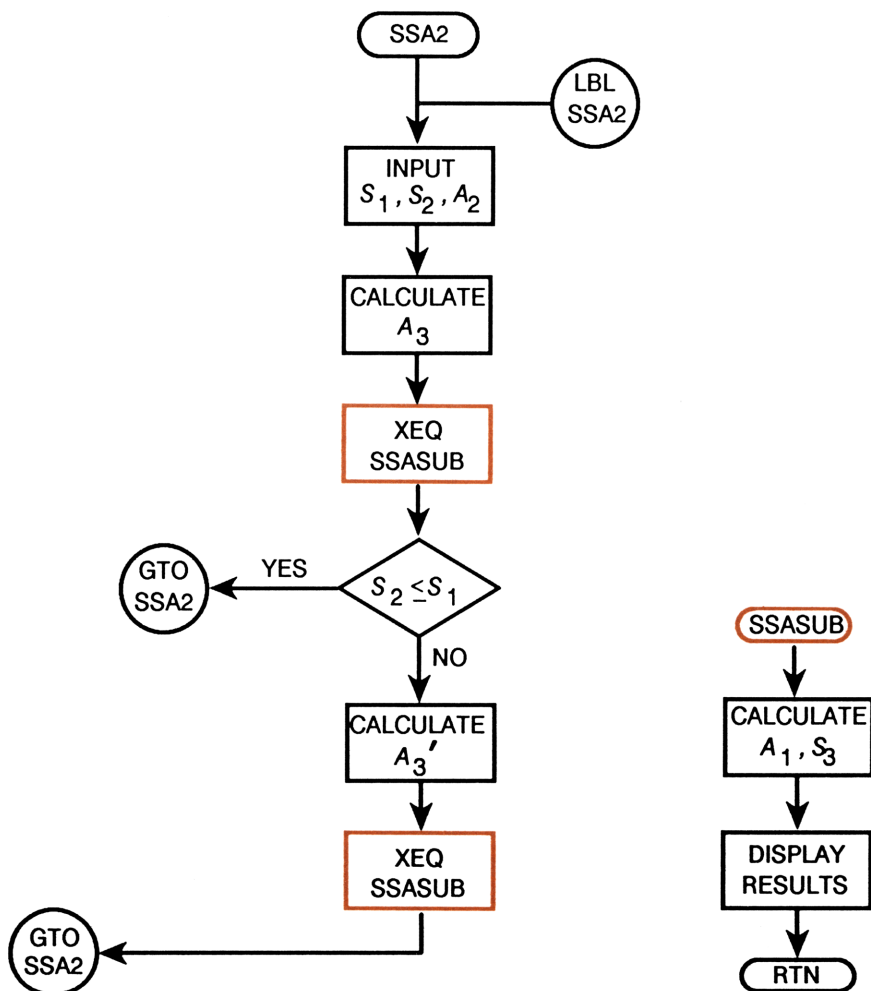 SSA2
LBL
SSA2
INPUT
S1, S2, A2
CALCULATE
A3
XEQ
SSASUB
S2 ≤ S1
YES
GTO
SSA2
NO
CALCULATE
A3′
XEQ
SSASUB
GTO
SSA2
SSASUB
CALCULATE
A1, S3
DISPLAY
RESULTS
RTN